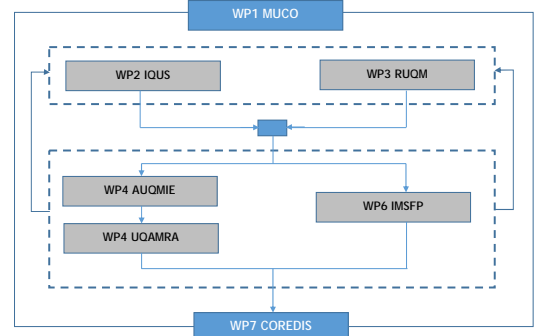 WP1 MUCO
WP2 IQUS
WP3 RUQM
WP4 AUQMIE
WP6 IMSFP
WP4 UQAMRA
WP7 COREDIS